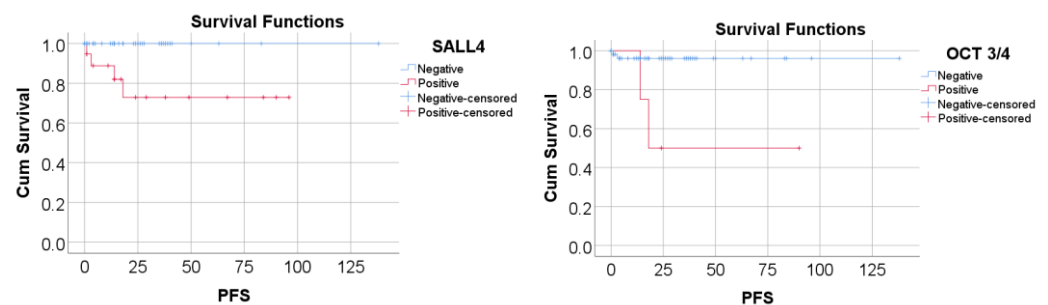 Survival Functions
SALL4
Negative
Positive
Negative-censored
Positive-censored
Cum Survival
1.0
0.8
0.6
0.4
0.2
0.0
0 25 50 75 100 125
PFS
Survival Functions
OCT 3/4
Negative
Positive
Negative-censored
Positive-censored
Cum Survival
1.0
0.8
0.6
0.4
0.2
0.0
0 25 50 75 100 125
PFS